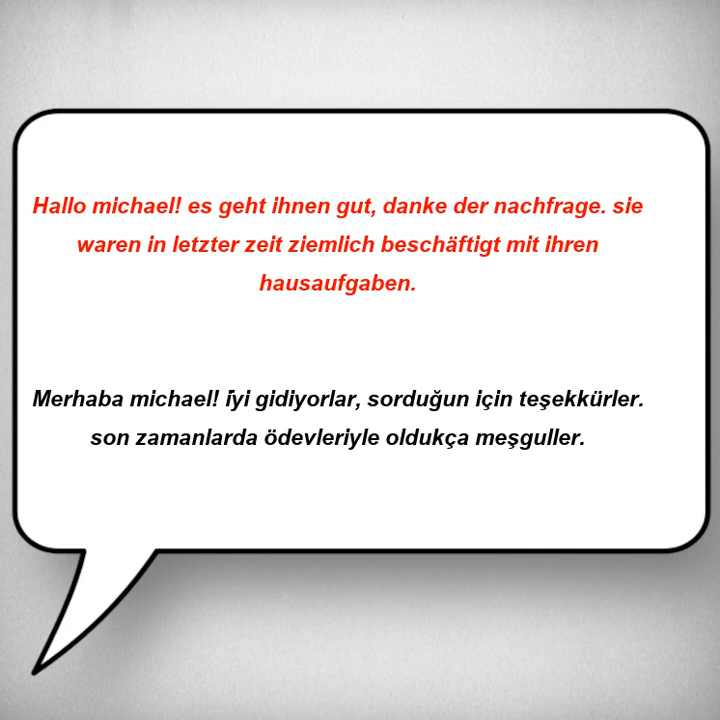 Hallo michael! es geht ihnen gut, danke der nachfrage. sie
waren in letzter zeit ziemlich beschäftigt mit ihren
hausaufgaben.
Merhaba michael! i̇yi gidiyorlar, sorduğun için teşekkürler.
son zamanlarda ödevleriyle oldukça meşguller.